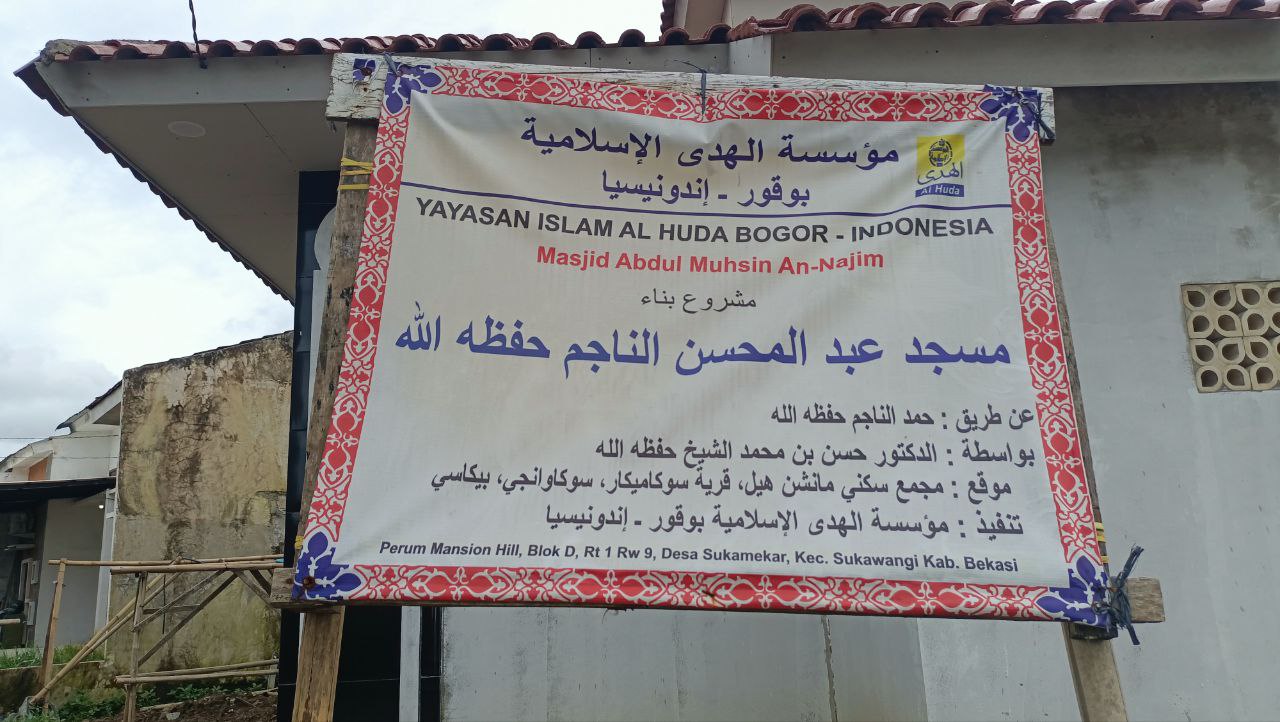 مؤسسة الهدى الإسلامية
بوقور - إندونيسيا
الهدى
Al Huda
YAYASAN ISLAM AL HUDA BOGOR - INDONESIA
Masjid Abdul Muhsin An-Najim
مشروع بناء
مسجد عبد المحسن الناجم حفظه الله
عن طريق : حمد الناجم حفظه الله
بواسطة : الدكتور حسن بن محمد الشيخ حفظه الله
موقع : مجمع سكني مانشن هيل، قرية سوكاميكار، سوكاوانجي، بيكاسي
تنفيذ : مؤسسة الهدى الإسلامية بوقور - إندونيسيا
Perum Mansion Hill, Blok D, Rt 1 Rw 9, Desa Sukamekar, Kec. Sukawangi Kab. Bekasi